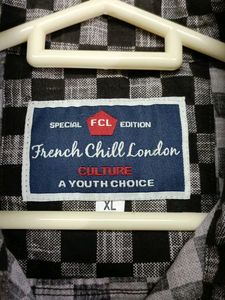 SPECIAL FCL EDITION
French Chill London
CULTURE
A YOUTH CHOICE
XL